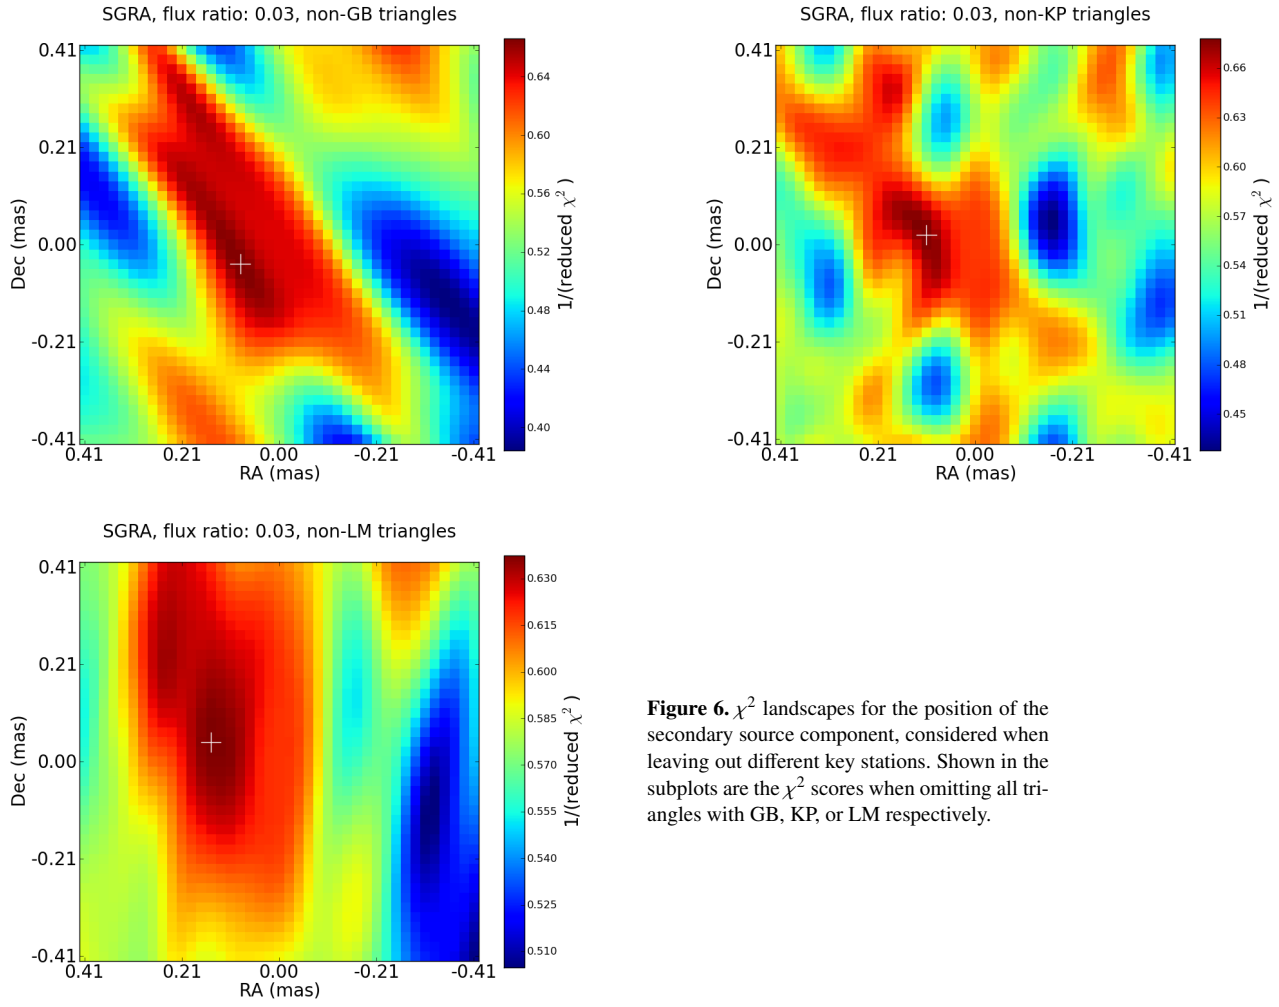 SGRA, flux ratio: 0.03, non-GB triangles
0.41
0.21
0.00
-0.21
-0.41
Dec (mas)
0.41 0.21 0.00 -0.21 -0.41
RA (mas)
0.64
0.60
0.56
0.52
0.48
0.44
0.40
1/(reduced χ² )
SGRA, flux ratio: 0.03, non-KP triangles
0.41
0.21
0.00
-0.21
-0.41
Dec (mas)
0.41 0.21 0.00 -0.21 -0.41
RA (mas)
0.66
0.63
0.60
0.57
0.54
0.51
0.48
0.45
1/(reduced χ² )
SGRA, flux ratio: 0.03, non-LM triangles
0.41
0.21
0.00
-0.21
-0.41
Dec (mas)
0.41 0.21 0.00 -0.21 -0.41
RA (mas)
0.630
0.615
0.600
0.585
0.570
0.555
0.540
0.525
0.510
1/(reduced χ² )
Figure 6. χ² landscapes for the position of the
secondary source component, considered when
leaving out different key stations. Shown in the
subplots are the χ² scores when omitting all tri-
angles with GB, KP, or LM respectively.